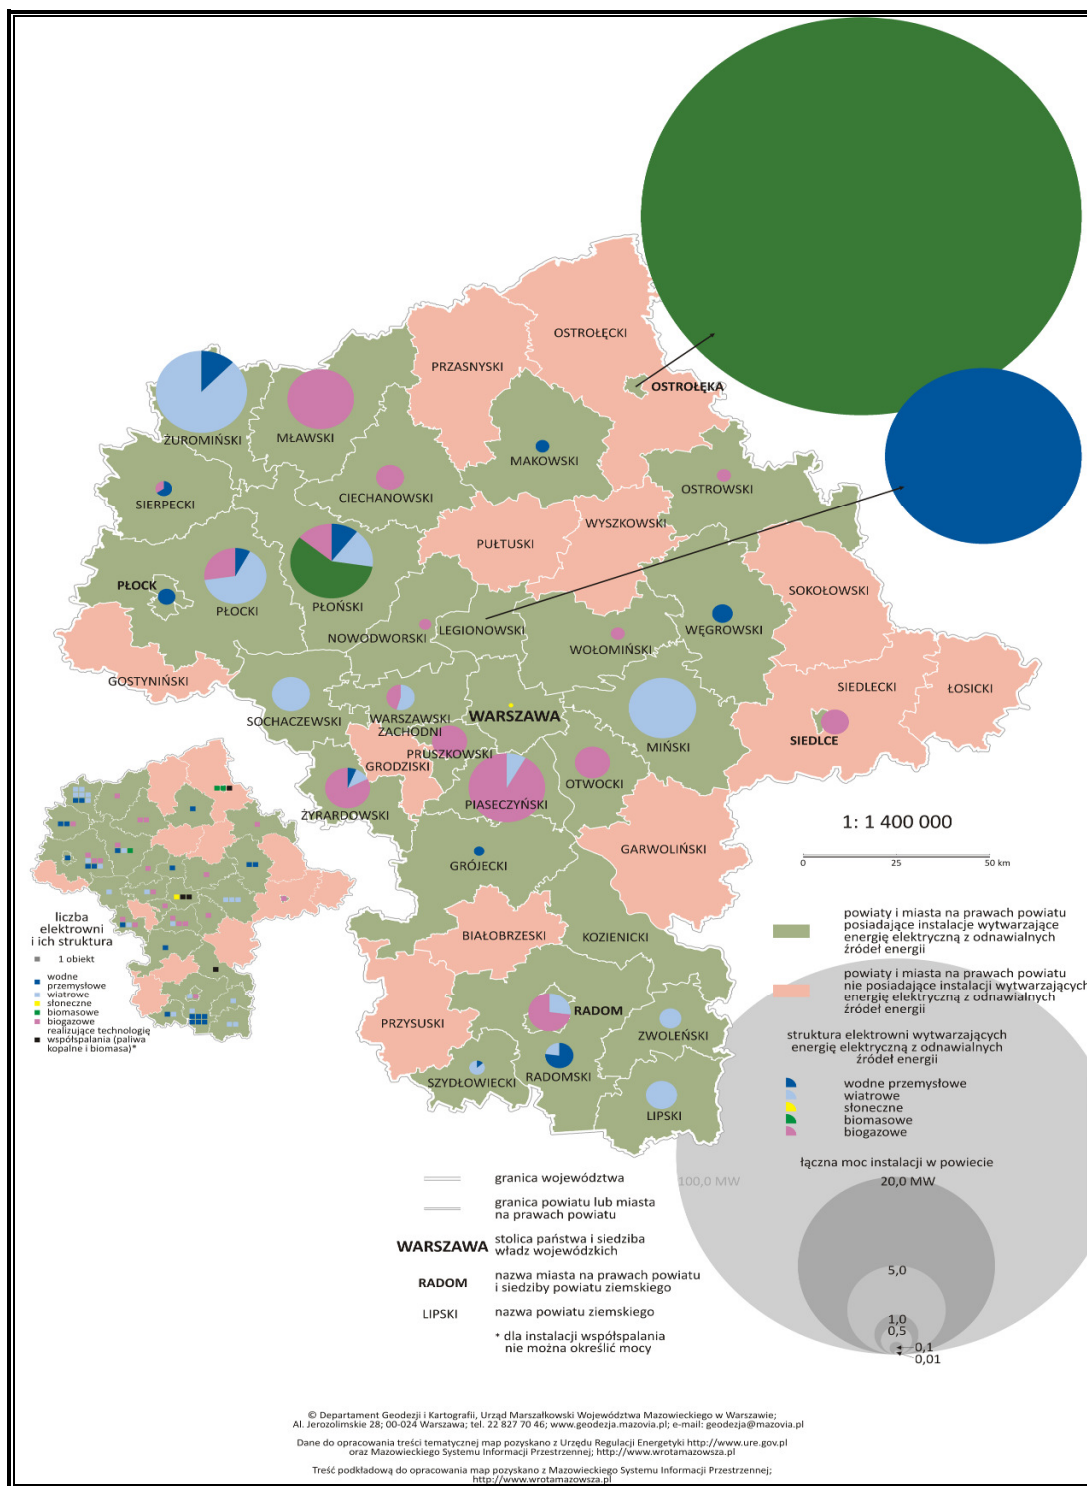 OSTROŁĘCKI
PRZASNYSKI
OSTROŁĘKA
ŻUROMIŃSKI
MŁAWSKI
MAKOWSKI
CIECHANOWSKI
OSTROWSKI
SIERPECKI
WYSZKOWSKI
PUŁTUSKI
PŁOCK
SOKOŁOWSKI
PŁOCKI
PŁOŃSKI
NOWODWORSKI
LEGIONOWSKI
WĘGROWSKI
WOŁOMIŃSKI
GOSTYNIŃSKI
SIEDLECKI
ŁOSICKI
SOCHACZEWSKI
WARSZAWSKI
ZACHODNI
WARSZAWA
MIŃSKI
SIEDLCE
PRUSZKOWSKI
GRODZISKI
OTWOCKI
PIASECZYŃSKI
ŻYRARDOWSKI
GARWOLIŃSKI
GRÓJECKI
1: 1 400 000
0 25 50 km
BIAŁOBRZESKI
KOZIENICKI
PRZYSUSKI
RADOM
ZWOLEŃSKI
SZYDŁOWIECKI
RADOMSKI
LIPSKI
liczba
elektrowni
i ich struktura
1 obiekt
wodne
przemysłowe
wiatrowe
słoneczne
biomasowe
biogazowe
realizujące technologię
współspalania (paliwa
kopalne i biomasa)*
powiaty i miasta na prawach powiatu
posiadające instalacje wytwarzające
energię elektryczną z odnawialnych
źródeł energii
powiaty i miasta na prawach powiatu
nie posiadające instalacji wytwarzających
energię elektryczną z odnawialnych
źródeł energii
struktura elektrowni wytwarzających
energię elektryczną z odnawialnych
źródeł energii
wodne przemysłowe
wiatrowe
słoneczne
biomasowe
biogazowe
łączna moc instalacji w powiecie
100,0 MW
20,0 MW
5,0
1,0
0,5
0,1
0,01
granica województwa
granica powiatu lub miasta
na prawach powiatu
WARSZAWA stolica państwa i siedziba
władz wojewódzkich
RADOM nazwa miasta na prawach powiatu
i siedziby powiatu ziemskiego
LIPSKI nazwa powiatu ziemskiego
* dla instalacji współspalania
nie można określić mocy
© Departament Geodezji i Kartografii, Urząd Marszałkowski Województwa Mazowieckiego w Warszawie;
Al. Jerozolimskie 28; 00-024 Warszawa; tel. 22 827 70 46; www.geodezja.mazovia.pl; e-mail: geodezja@mazovia.pl
Dane do opracowania treści tematycznej map pozyskano z Urzędu Regulacji Energetyki http://www.ure.gov.pl
oraz Mazowieckiego Systemu Informacji Przestrzennej; http://www.wrotamazowsza.pl
Treść podkładową do opracowania map pozyskano z Mazowieckiego Systemu Informacji Przestrzennej;
http://www.wrotamazowsza.pl